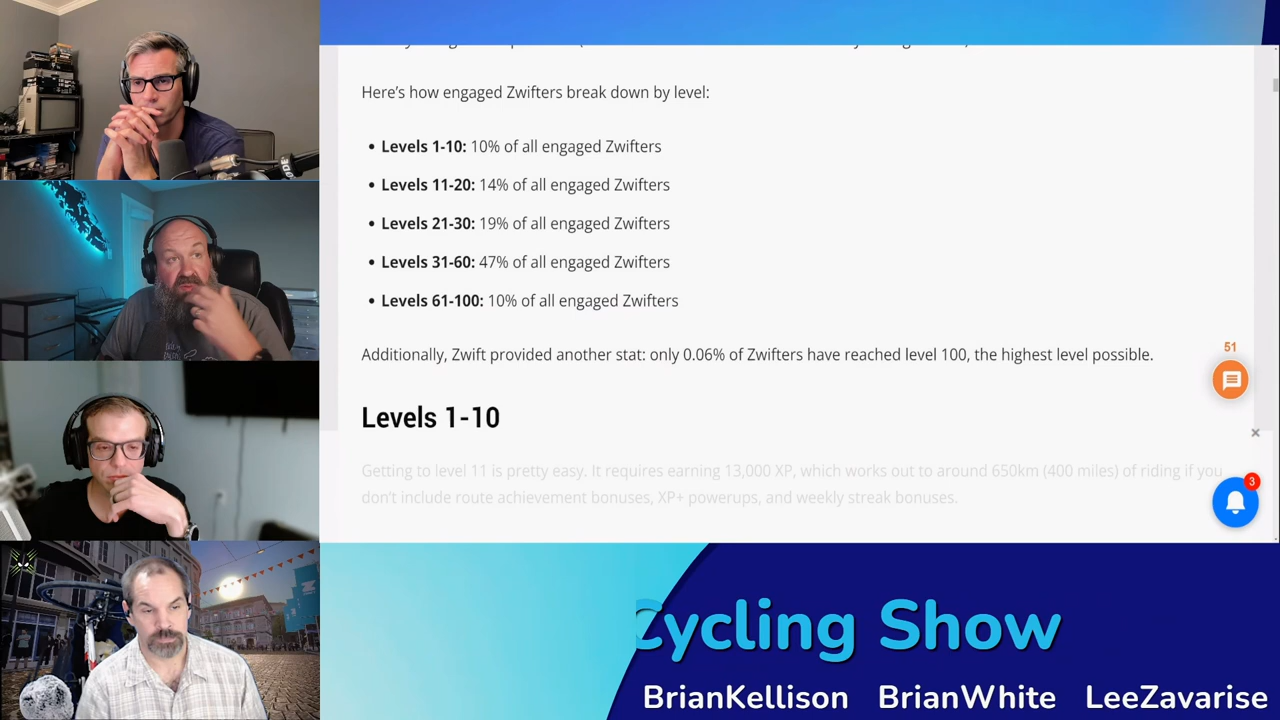 Here's how engaged Zwifters break down by level:
• Levels 1-10: 10% of all engaged Zwifters
• Levels 11-20: 14% of all engaged Zwifters
• Levels 21-30: 19% of all engaged Zwifters
• Levels 31-60: 47% of all engaged Zwifters
• Levels 61-100: 10% of all engaged Zwifters
Additionally, Zwift provided another stat: only 0.06% of Zwifters have reached level 100, the highest level possible.
51
Levels 1-10
Getting to level 11 is pretty easy. It requires earning 13,000 XP, which works out to around 650km (400 miles) of riding if you
don't include route achievement bonuses, XP+ powerups, and weekly streak bonuses.
3
Zycling Show
BrianKellison BrianWhite LeeZavarise